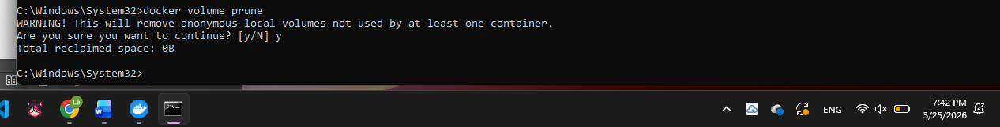 C:\Windows\System32>docker volume prune
WARNING! This will remove anonymous local volumes not used by at least one container.
Are you sure you want to continue? [y/N] y
Total reclaimed space: 0B
C:\Windows\System32>
Lê
W
C:\_
ENG
7:42 PM
3/25/2026